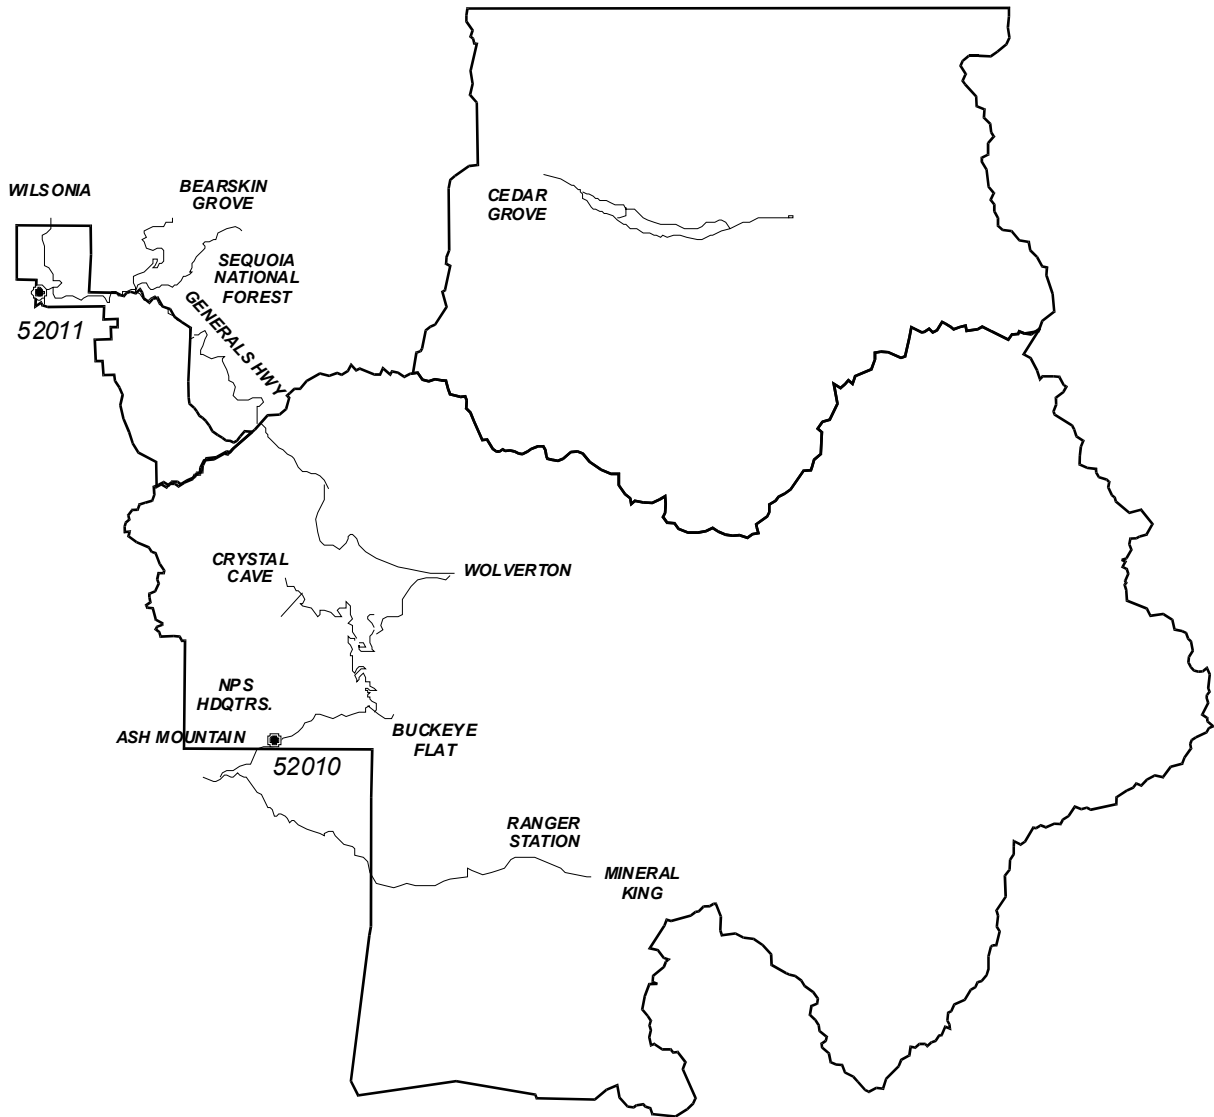 WILSONIA
BEARSKIN
GROVE
CEDAR
GROVE
SEQUOIA
NATIONAL
FOREST
GENERALS HWY
52011
CRYSTAL
CAVE
WOLVERTON
NPS
HDQTRS.
ASH MOUNTAIN
BUCKEYE
FLAT
52010
RANGER
STATION
MINERAL
KING